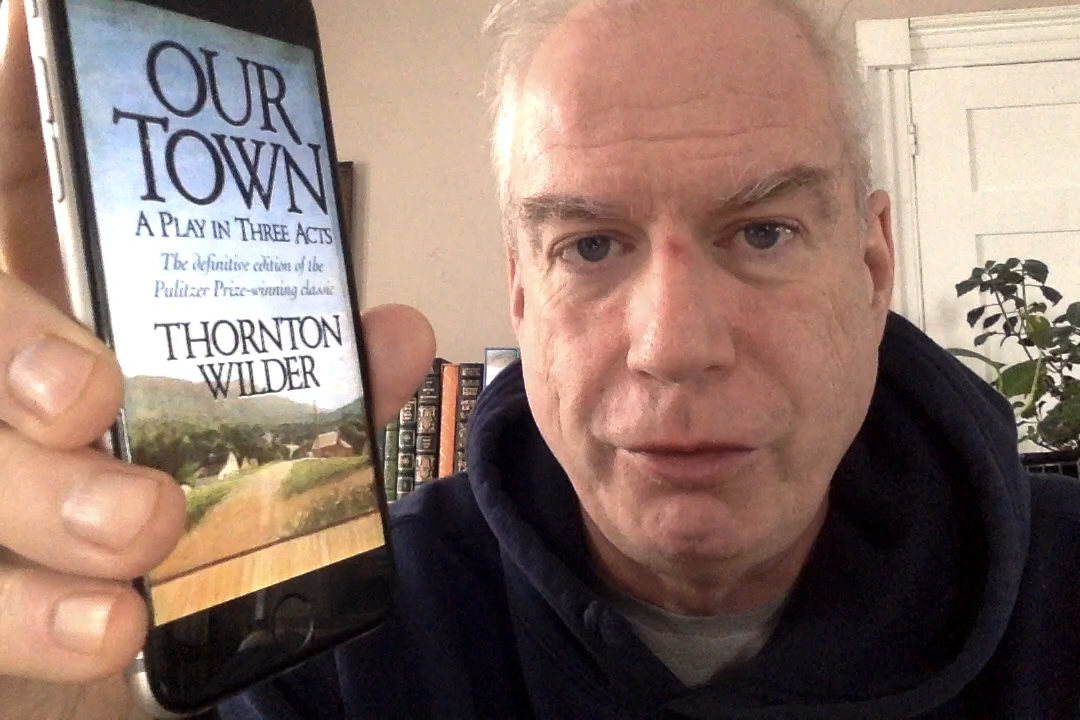 OUR
TOWN
A PLAY IN THREE ACTS
The definitive edition of the
Pulitzer Prize-winning classic
THORNTON
WILDER